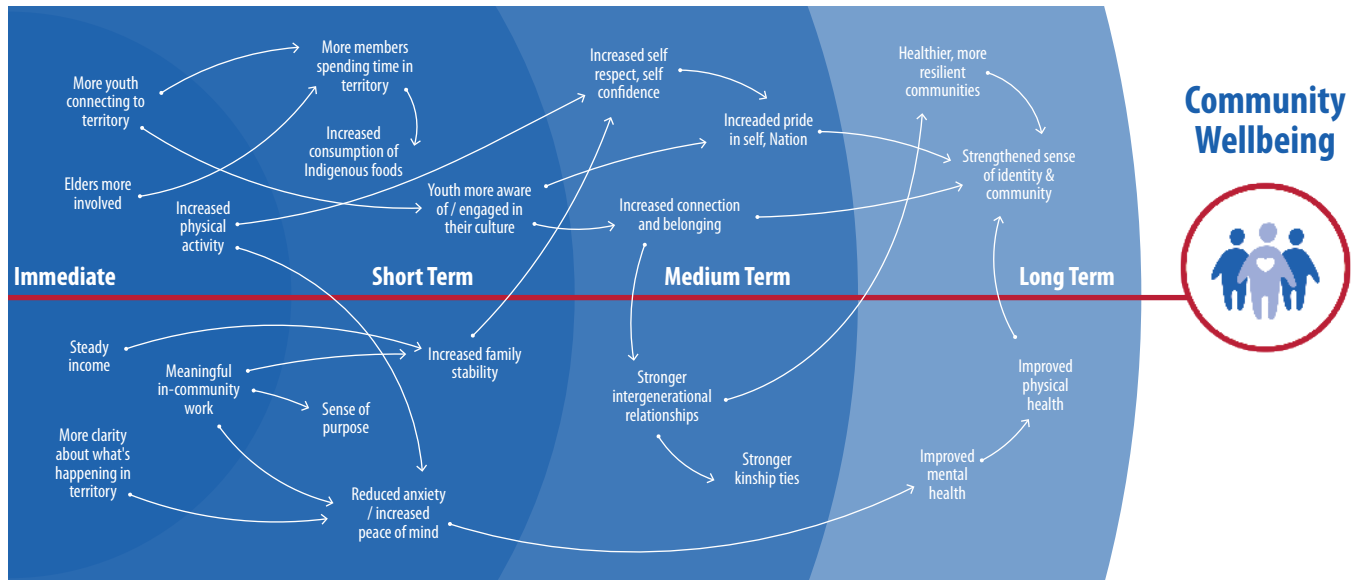 More youth
connecting to
territory
Elders more
involved
Increased
physical
activity
Immediate
Steady
income
Meaningful
in-community
work
More clarity
about what's
happening in
territory
More members
spending time in
territory
Increased
consumption of
Indigenous foods
Youth more aware
of / engaged in
their culture
Short Term
Increased family
stability
Sense of
purpose
Reduced anxiety
/ increased
peace of mind
Increased self
respect, self
confidence
Increaded pride
in self, Nation
Increased connection
and belonging
Medium Term
Stronger
intergenerational
relationships
Stronger
kinship ties
Healthier, more
resilient
communities
Strengthened sense
of identity &
community
Long Term
Improved
physical
health
Improved
mental
health
Community
Wellbeing